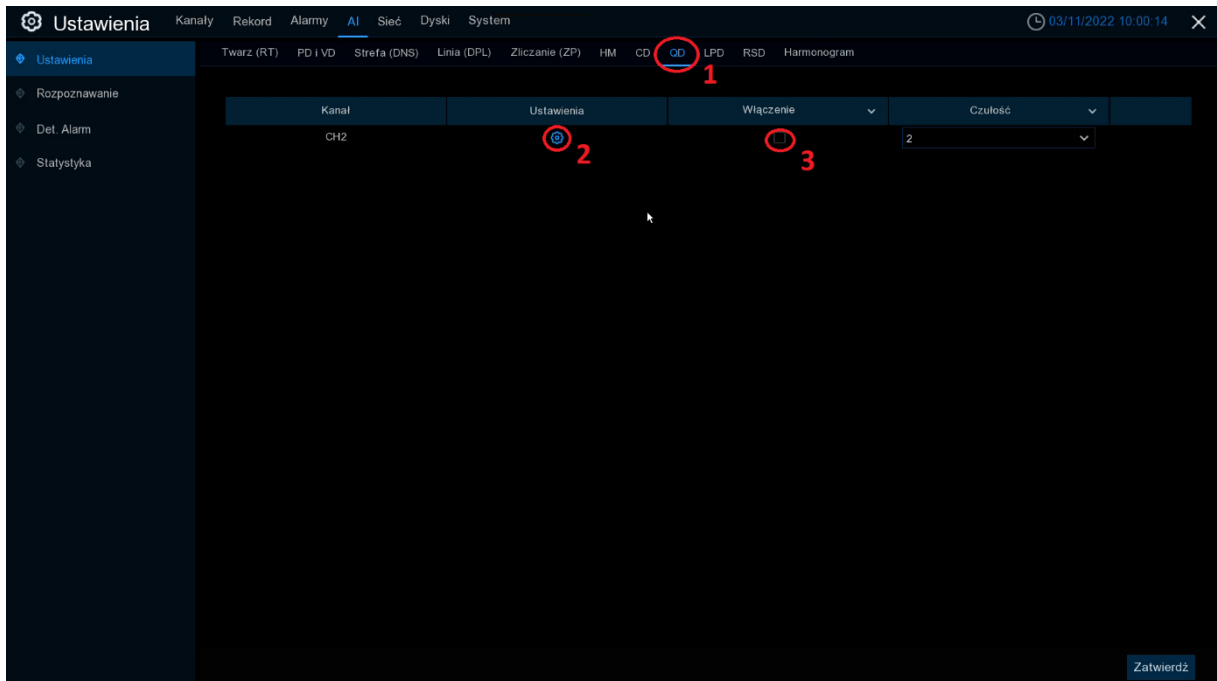 Ustawienia Kanały Rekord Alarmy AI Sieć Dyski System 03/11/2022 10:00:14
Twarz (RT) PD i VD Strefa (DNS) Linia (DPL) Zliczanie (ZP) HM CD QD LPD RSD Harmonogram
1
Ustawienia
Rozpoznawanie
Det. Alarm
Statystyka
Kanał Ustawienia Włączenie Czułość
CH2 2 3 2
Zatwierdź